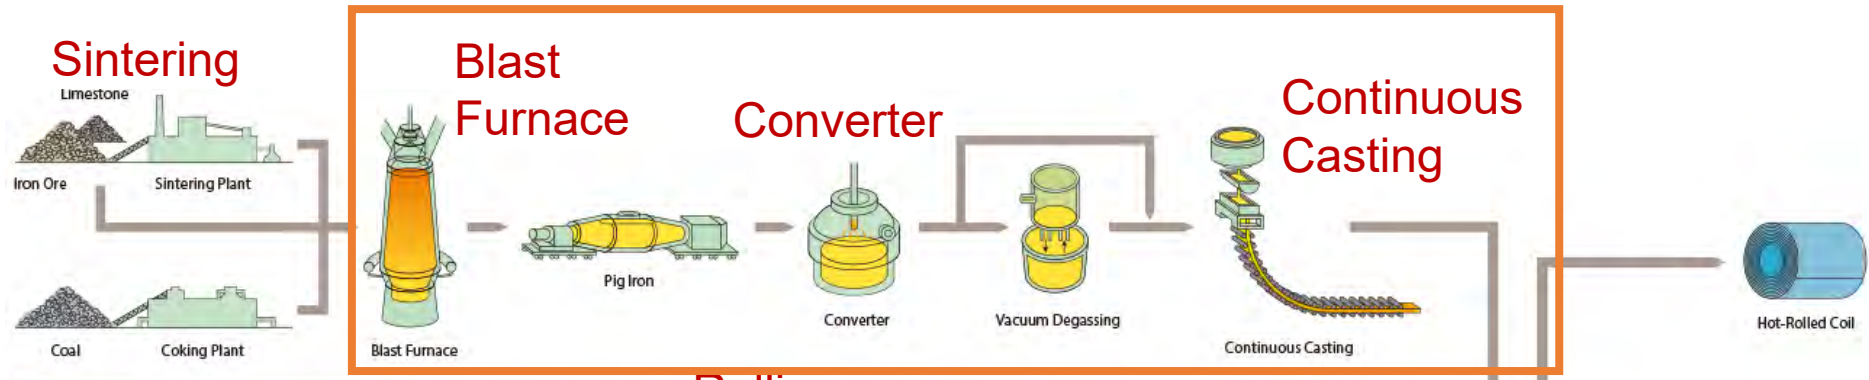 Sintering
Limestone
Iron Ore
Sintering Plant
Coal
Coking Plant
Blast
Furnace
Blast Furnace
Pig Iron
Converter
Converter
Vacuum Degassing
Continuous
Casting
Continuous Casting
Hot-Rolled Coil